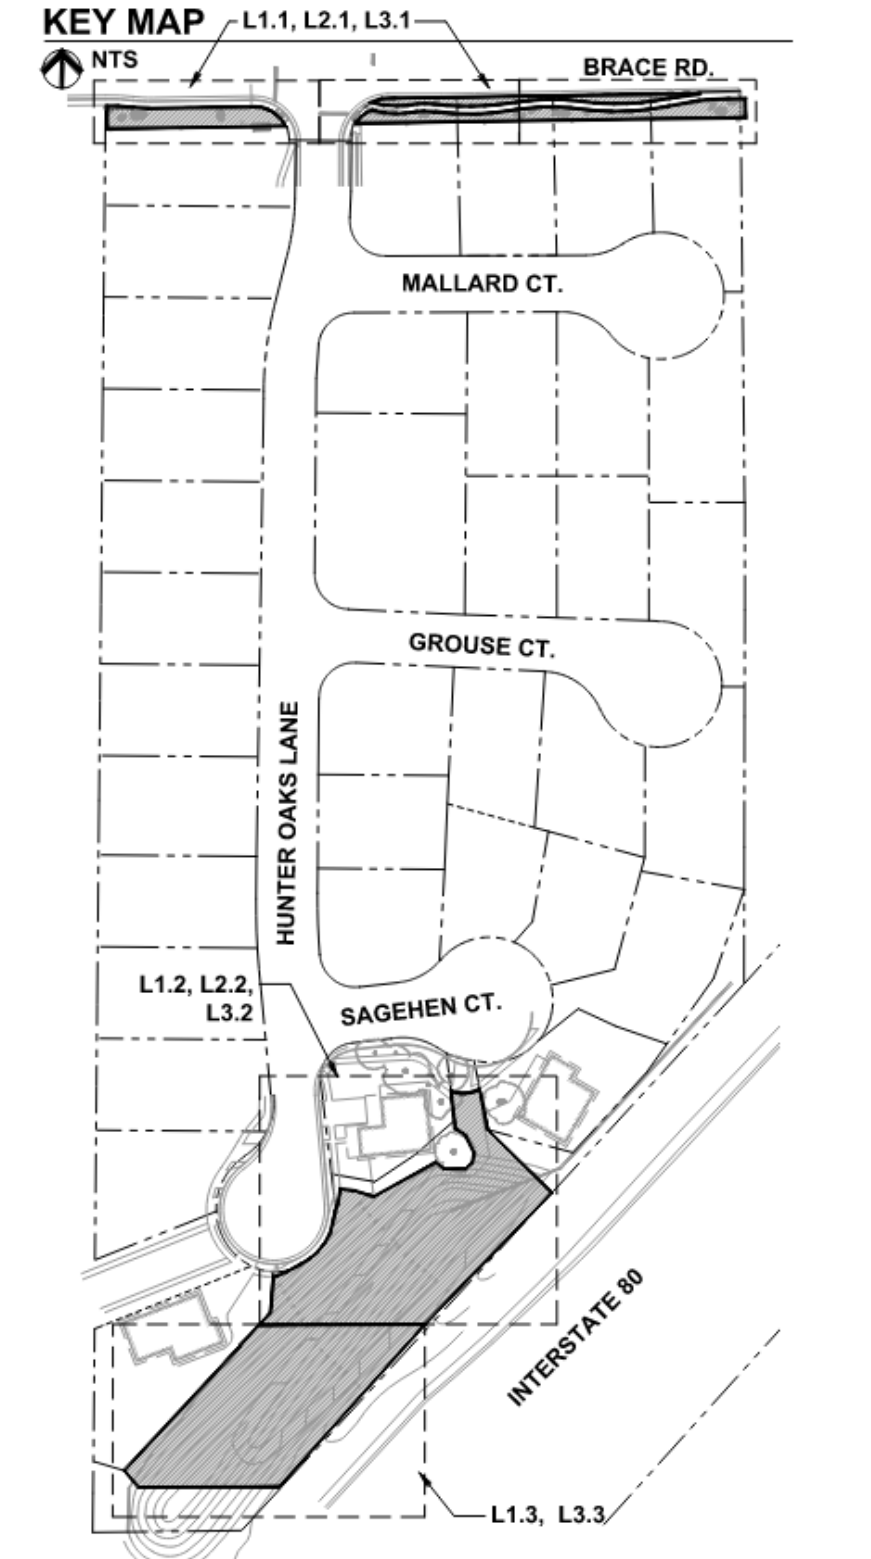 KEY MAP
L1.1, L2.1, L3.1
NTS
BRACE RD.
MALLARD CT.
GROUSE CT.
HUNTER OAKS LANE
L1.2, L2.2,
L3.2
SAGEHEN CT.
INTERSTATE 80
L1.3, L3.3